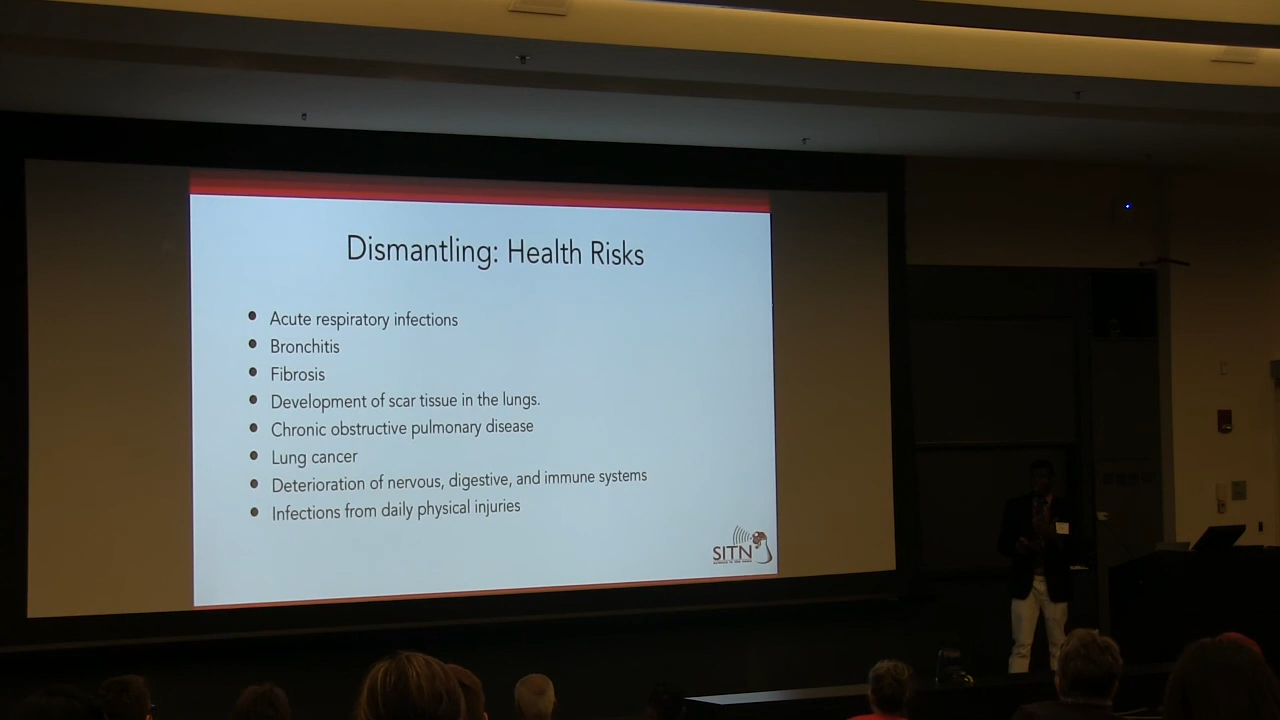 Dismantling: Health Risks
Acute respiratory infections
Bronchitis
Fibrosis
Development of scar tissue in the lungs.
Chronic obstructive pulmonary disease
Lung cancer
Deterioration of nervous, digestive, and immune systems
Infections from daily physical injuries
SITN